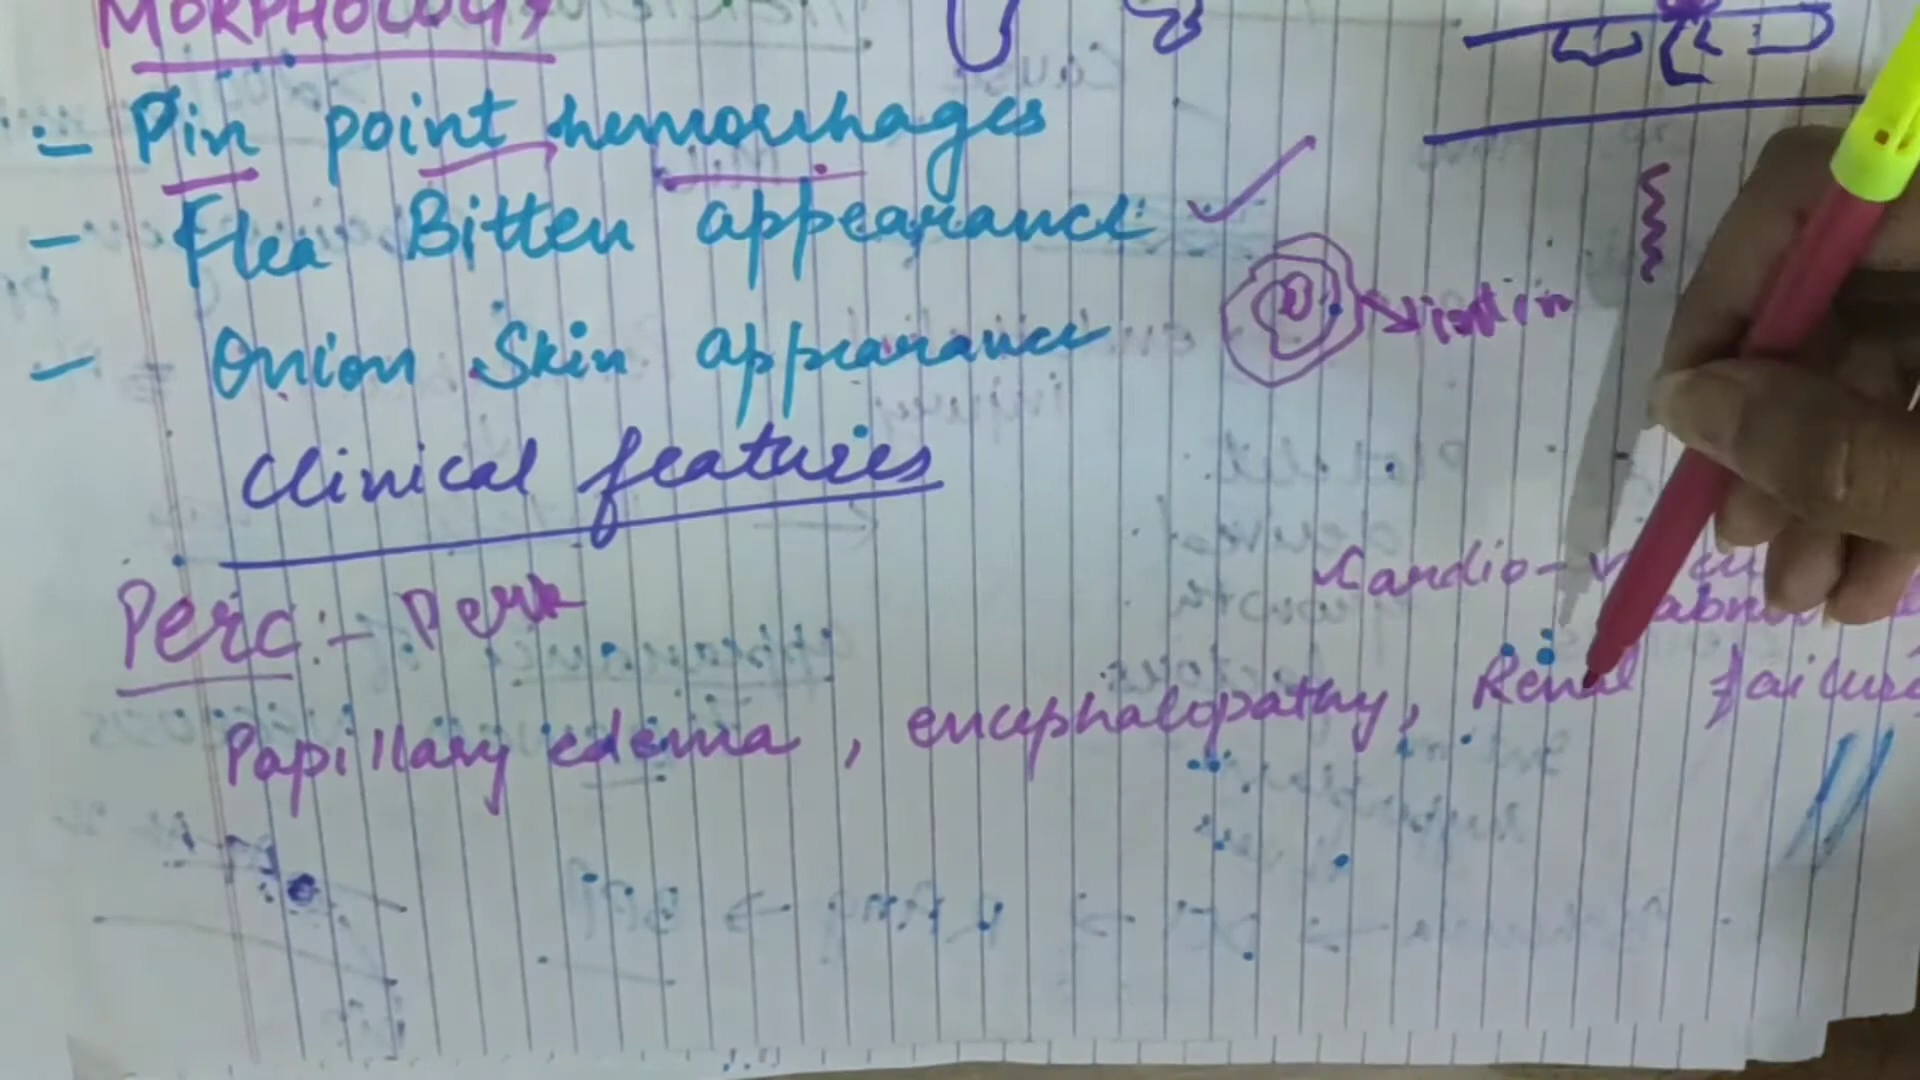 MORPHOLOGY
:- Pin point hemorrhages
- Flea Bitten appearance
- Onion Skin appearance
Clinical features
Perc :- Perk
Cardio-
Papillary edema, encephalopathy, Renal failure